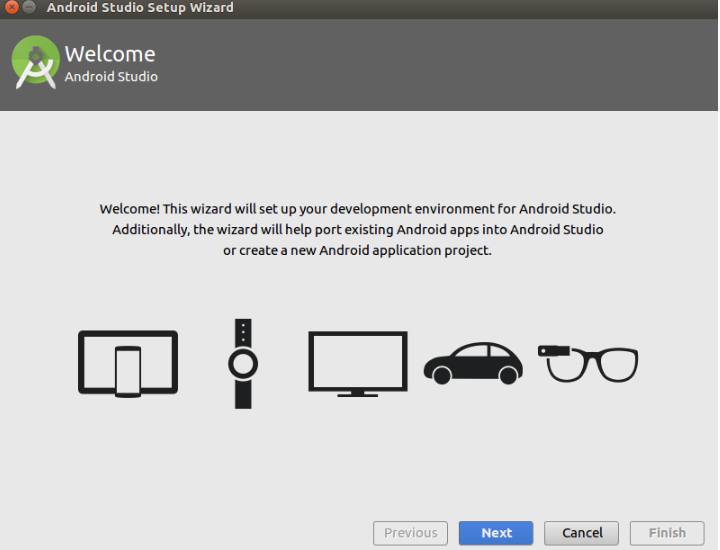 Android Studio Setup Wizard
Welcome
Android Studio
Welcome! This wizard will set up your development environment for Android Studio.
Additionally, the wizard will help port existing Android apps into Android Studio
or create a new Android application project.
Previous Next Cancel Finish